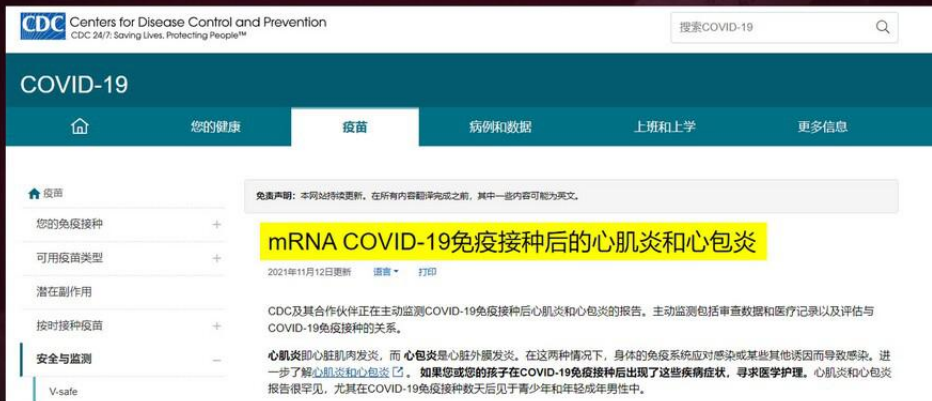 CDC Centers for Disease Control and Prevention
CDC 24/7: Saving Lives. Protecting People™
搜索COVID-19
COVID-19
您的健康
疫苗
病例和数据
上班和上学
更多信息
疫苗
您的免疫接种
可用疫苗类型
潜在副作用
按时接种疫苗
安全与监测
V-safe
免责声明：本网站持续更新。在所有内容翻译完成之前，其中一些内容可能为英文。
mRNA COVID-19免疫接种后的心肌炎和心包炎
2021年11月12日更新 语言 打印
CDC及其合作伙伴正在主动监测COVID-19免疫接种后心肌炎和心包炎的报告。主动监测包括审查数据和医疗记录以及评估与
COVID-19免疫接种的关系。
心肌炎即心脏肌肉发炎，而 心包炎是心脏外膜发炎。在这两种情况下，身体的免疫系统应对感染或某些其他诱因而导致感染。进
一步了解心肌炎和心包炎。 如果您或您的孩子在COVID-19免疫接种后出现了这些疾病症状，寻求医学护理。心肌炎和心包炎
报告很罕见，尤其在COVID-19免疫接种数天后见于青少年和年轻成年男性中。